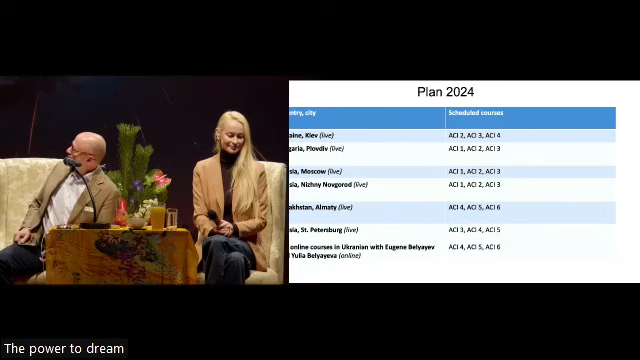 Plan 2024
ntry, city Scheduled courses
aine, Kiev (live) ACI 2, ACI 3, ACI 4
garia, Plovdiv (live) ACI 1, ACI 2, ACI 3
sia, Moscow (live) ACI 1, ACI 2, ACI 3
sia, Nizhny Novgorod (live) ACI 1, ACI 2, ACI 3
akhstan, Almaty (live) ACI 4, ACI 5, ACI 6
sia, St. Petersburg (live) ACI 3, ACI 4, ACI 5
online courses in Ukranian with Eugene Belyayev ACI 4, ACI 5, ACI 6
Yulia Belyayeva (online)
The power to dream